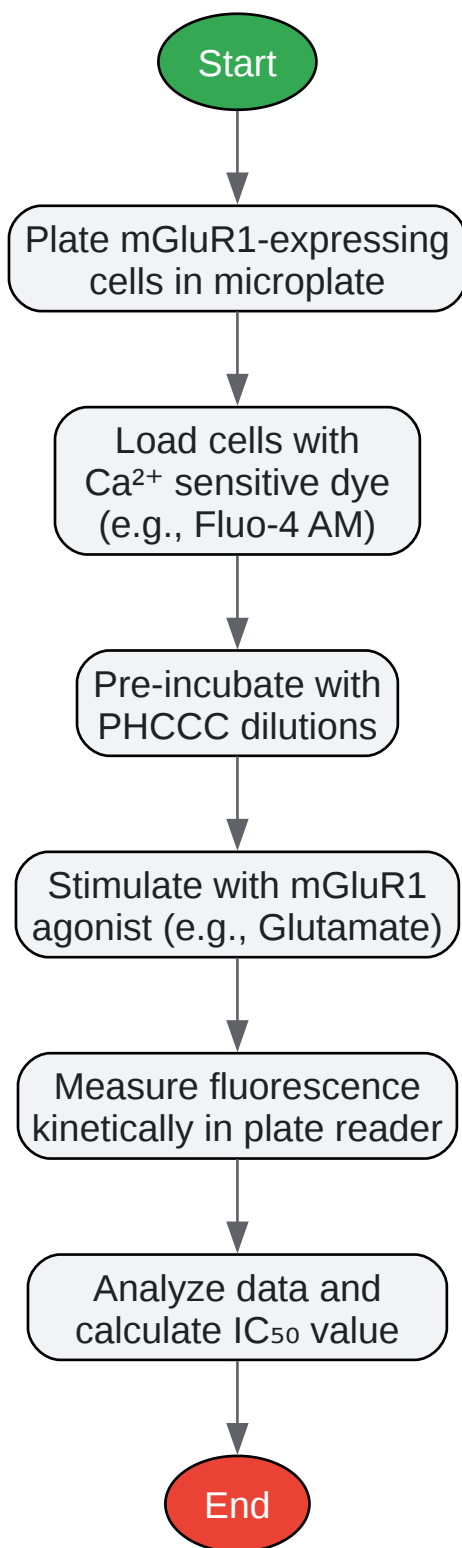 Start
Plate mGluR1-expressing
cells in microplate
Load cells with
Ca²⁺ sensitive dye
(e.g., Fluo-4 AM)
Pre-incubate with
PHCCC dilutions
Stimulate with mGluR1
agonist (e.g., Glutamate)
Measure fluorescence
kinetically in plate reader
Analyze data and
calculate IC₅₀ value
End